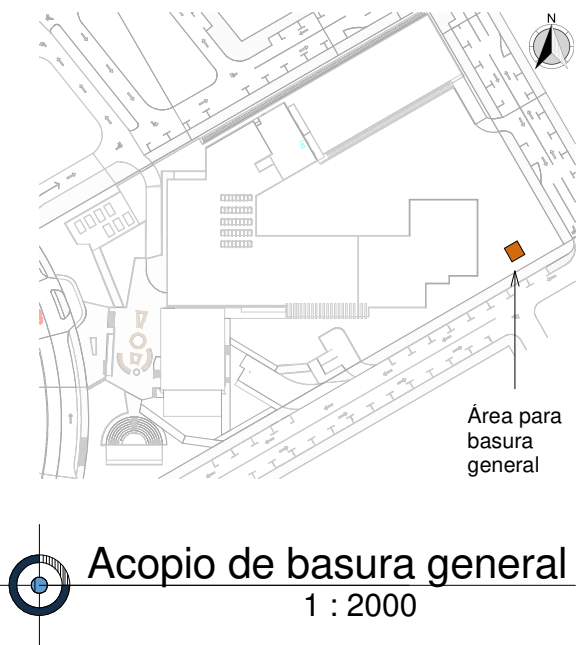 N
Área para
basura
general
Acopio de basura general
1 : 2000